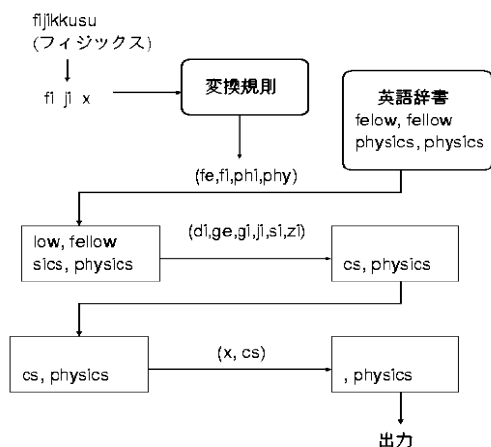 fijikkusu
(フィジックス)
fi ji x
変換規則
英語辞書
felow, fellow
physics, physics
(fe,fi,phi,phy)
low, fellow
sics, physics
(di,ge,gi,ji,si,zi)
cs, physics
cs, physics
(x, cs)
, physics
出力